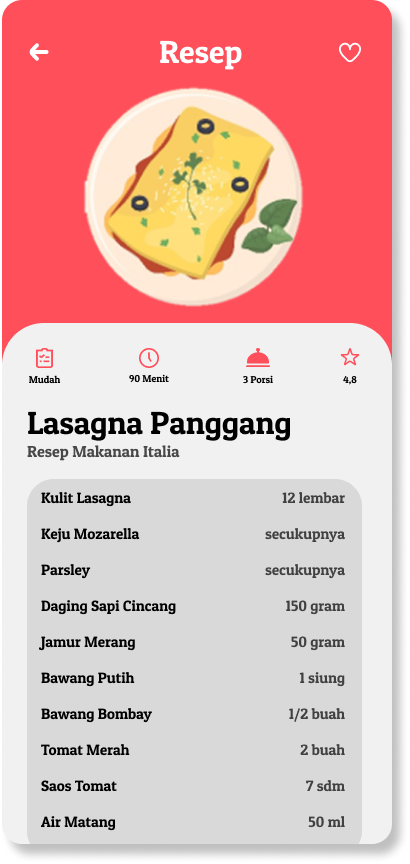 Resep
Mudah 90 Menit 3 Porsi 4,8
Lasagna Panggang
Resep Makanan Italia
Kulit Lasagna 12 lembar
Keju Mozarella secukupnya
Parsley secukupnya
Daging Sapi Cincang 150 gram
Jamur Merang 50 gram
Bawang Putih 1 siung
Bawang Bombay 1/2 buah
Tomat Merah 2 buah
Saos Tomat 7 sdm
Air Matang 50 ml